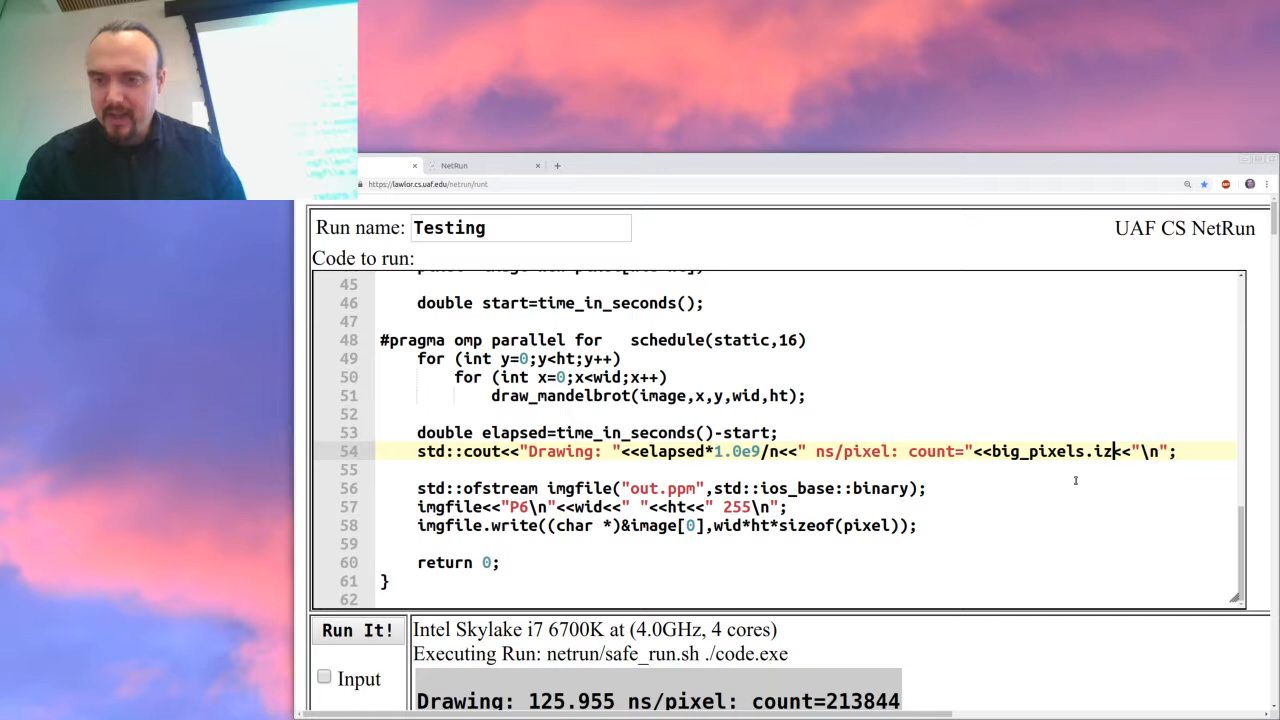 NetRun
https://lawlor.cs.uaf.edu/netrun/runt
Run name: Testing
UAF CS NetRun
Code to run:
45
46 double start=time_in_seconds();
47
48 #pragma omp parallel for schedule(static,16)
49 for (int y=0;y<ht;y++)
50 for (int x=0;x<wid;x++)
51 draw_mandelbrot(image,x,y,wid,ht);
52
53 double elapsed=time_in_seconds()-start;
54 std::cout<<"Drawing: "<<elapsed*1.0e9/n<<" ns/pixel: count="<<big_pixels.iz<<"\n";
55
56 std::ofstream imgfile("out.ppm",std::ios_base::binary);
57 imgfile<<"P6\n"<<wid<<" "<<ht<<" 255\n";
58 imgfile.write((char *)&image[0],wid*ht*sizeof(pixel));
59
60 return 0;
61 }
62
Run It!
Intel Skylake i7 6700K at (4.0GHz, 4 cores)
Executing Run: netrun/safe_run.sh ./code.exe
Input
Drawing: 125.955 ns/pixel: count=213844